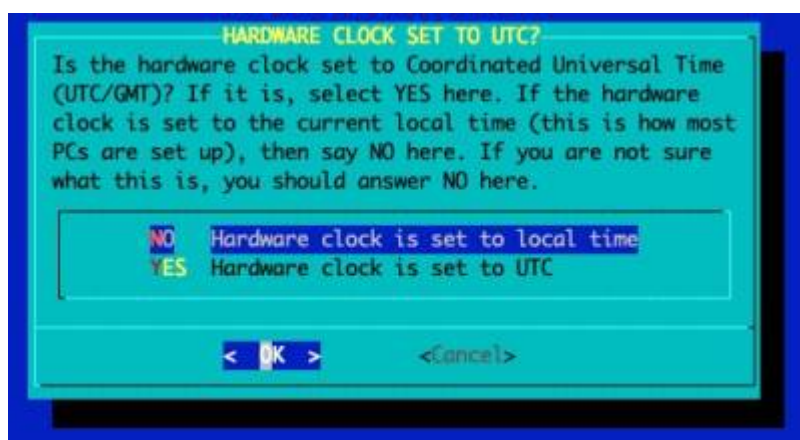 HARDWARE CLOCK SET TO UTC?
Is the hardware clock set to Coordinated Universal Time
(UTC/GMT)? If it is, select YES here. If the hardware
clock is set to the current local time (this is how most
PCs are set up), then say NO here. If you are not sure
what this is, you should answer NO here.
NO Hardware clock is set to local time
YES Hardware clock is set to UTC
< OK > <Cancel>